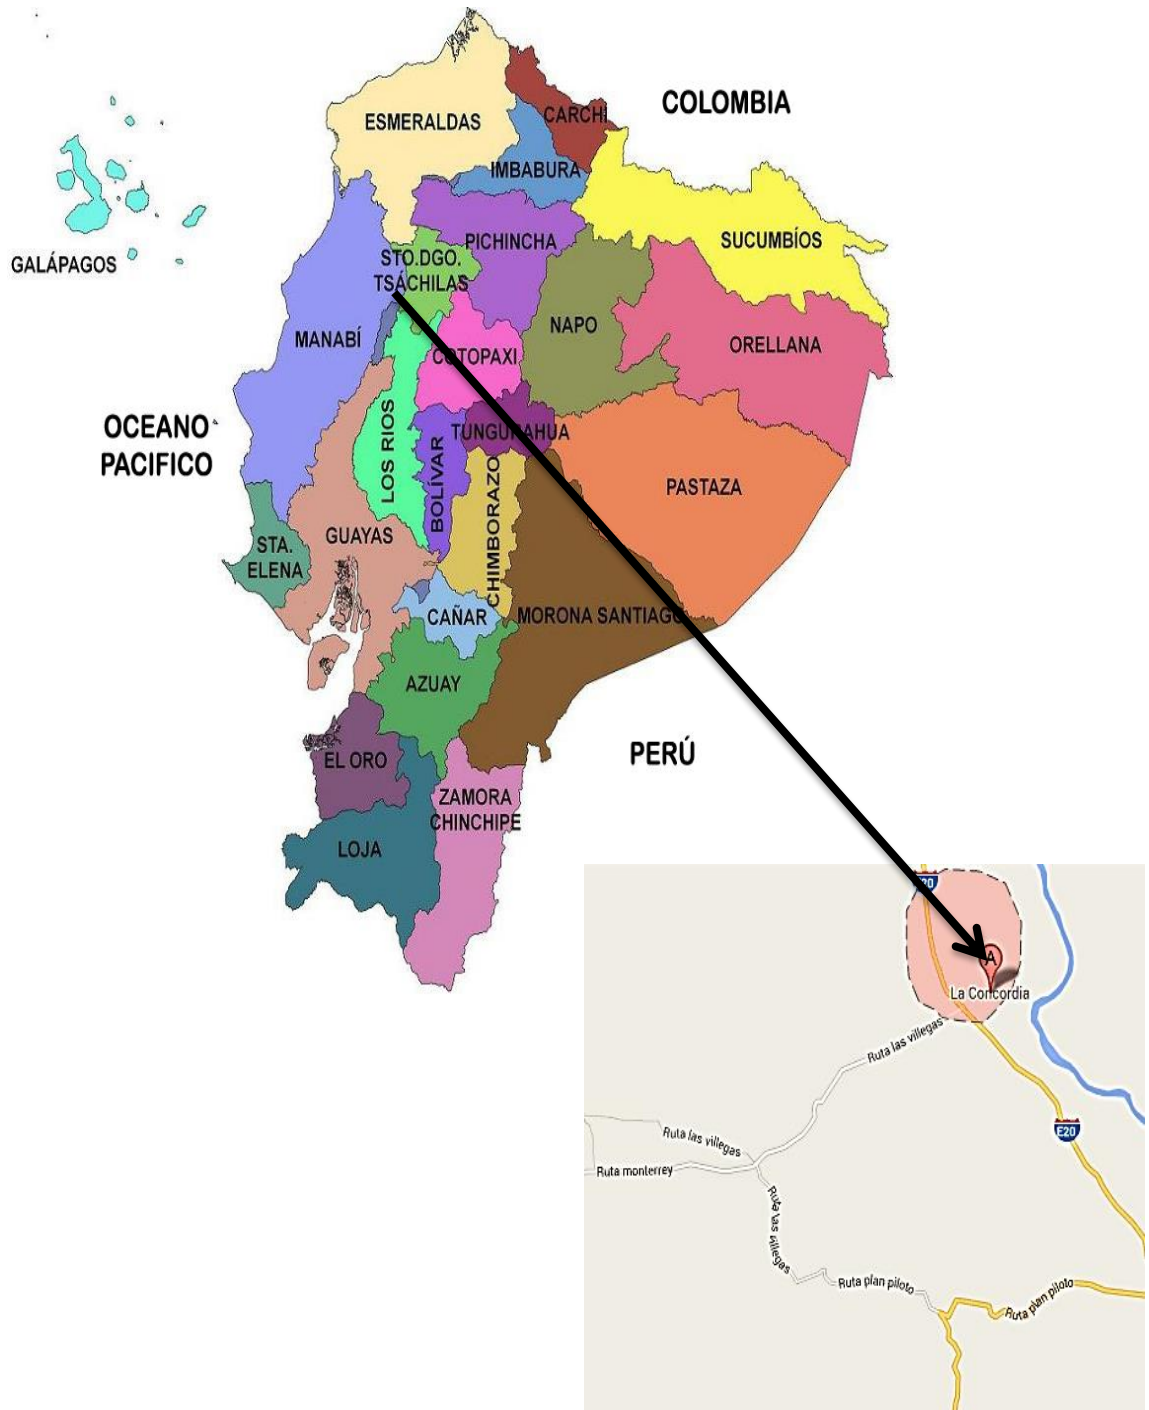 COLOMBIA
CARCHI
ESMERALDAS
IMBABURA
SUCUMBÍOS
PICHINCHA
GALÁPAGOS
STO.DGO.
TSÁCHILAS
NAPO
MANABÍ
ORELLANA
COTOPAXI
OCEANO
PACIFICO
LOS RIOS
BOLÍVAR
TUNGURAHUA
CHIMBORAZO
PASTAZA
GUAYAS
STA.
ELENA
CAÑAR
MORONA SANTIAGO
AZUAY
PERÚ
EL ORO
ZAMORA
CHINCHIPE
LOJA
E20
A
La Concordia
Ruta las villegas
Ruta las villegas
E20
Ruta monterrey
Ruta las villegas
Ruta plan piloto
Ruta plan piloto